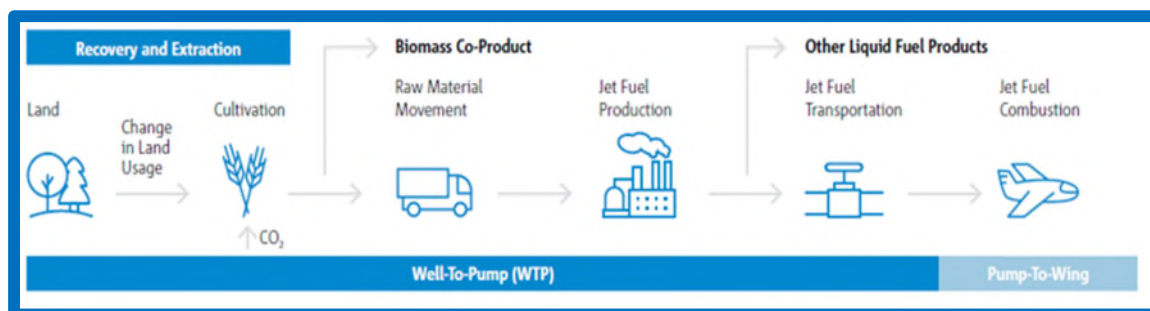 Recovery and Extraction
Biomass Co-Product
Other Liquid Fuel Products
Land
Change
in Land
Usage
Cultivation
CO₂
Raw Material
Movement
Jet Fuel
Production
Jet Fuel
Transportation
Jet Fuel
Combustion
Well-To-Pump (WTP)
Pump-To-Wing